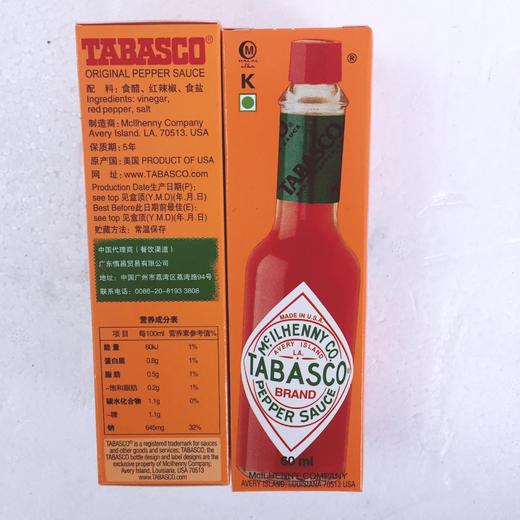 TABASCO®
ORIGINAL PEPPER SAUCE
配 料: 食醋、红辣椒、食盐
Ingredients: vinegar,
red pepper, salt
制造商: McIlhenny Company
Avery Island. LA. 70513. USA
保质期: 5年
原产国: 美国 PRODUCT OF USA
网 址: www.TABASCO.com
Production Date生产日期(P):
see top 见盒顶(Y.M.D)(年.月.日)
Best Before此日期前最佳(E):
see top 见盒顶(Y.M.D)(年.月.日)
贮藏方法: 常温保存
中国代理商(餐饮渠道)
广东慎昌贸易有限公司
地址: 中国广州市荔湾区荔湾路94号
联系电话: 0086-20-8193 3808
营养成分表
项目 每100ml 营养素参考值%
能量 60kJ 1%
蛋白质 0.8g 1%
脂肪 0.5g 1%
-饱和脂肪 0.2g 1%
碳水化合物 1.1g 0%
-糖 1.1g
钠 645mg 32%
TABASCO® is a registered trademark for sauces
and other goods and services; TABASCO, the
TABASCO bottle design and label designs are the
exclusive property of McIlhenny Company,
Avery Island, Louisiana, USA 70513
www.TABASCO.com
M
HALAL
K
®
TABASCO
MADE IN U.S.A.
McILHENNY CO.
AVERY ISLAND
LA.
TABASCO®
BRAND
PEPPER SAUCE
60 ml
McILHENNY COMPANY
AVERY ISLAND, LOUISIANA 70513 USA